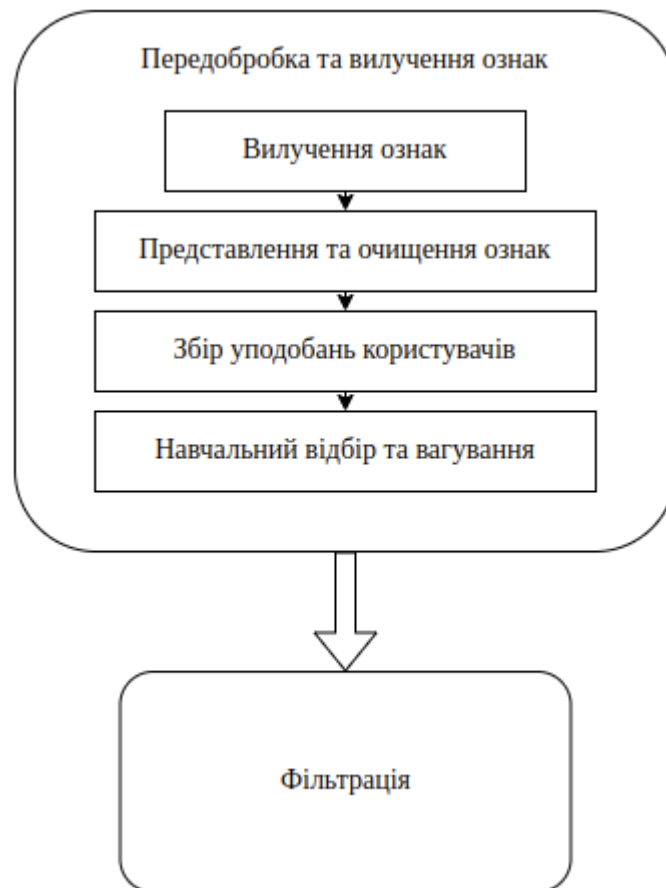 Передобробка та вилучення ознак
Вилучення ознак
Представлення та очищення ознак
Збір уподобань користувачів
Навчальний відбір та вагування
Фільтрація